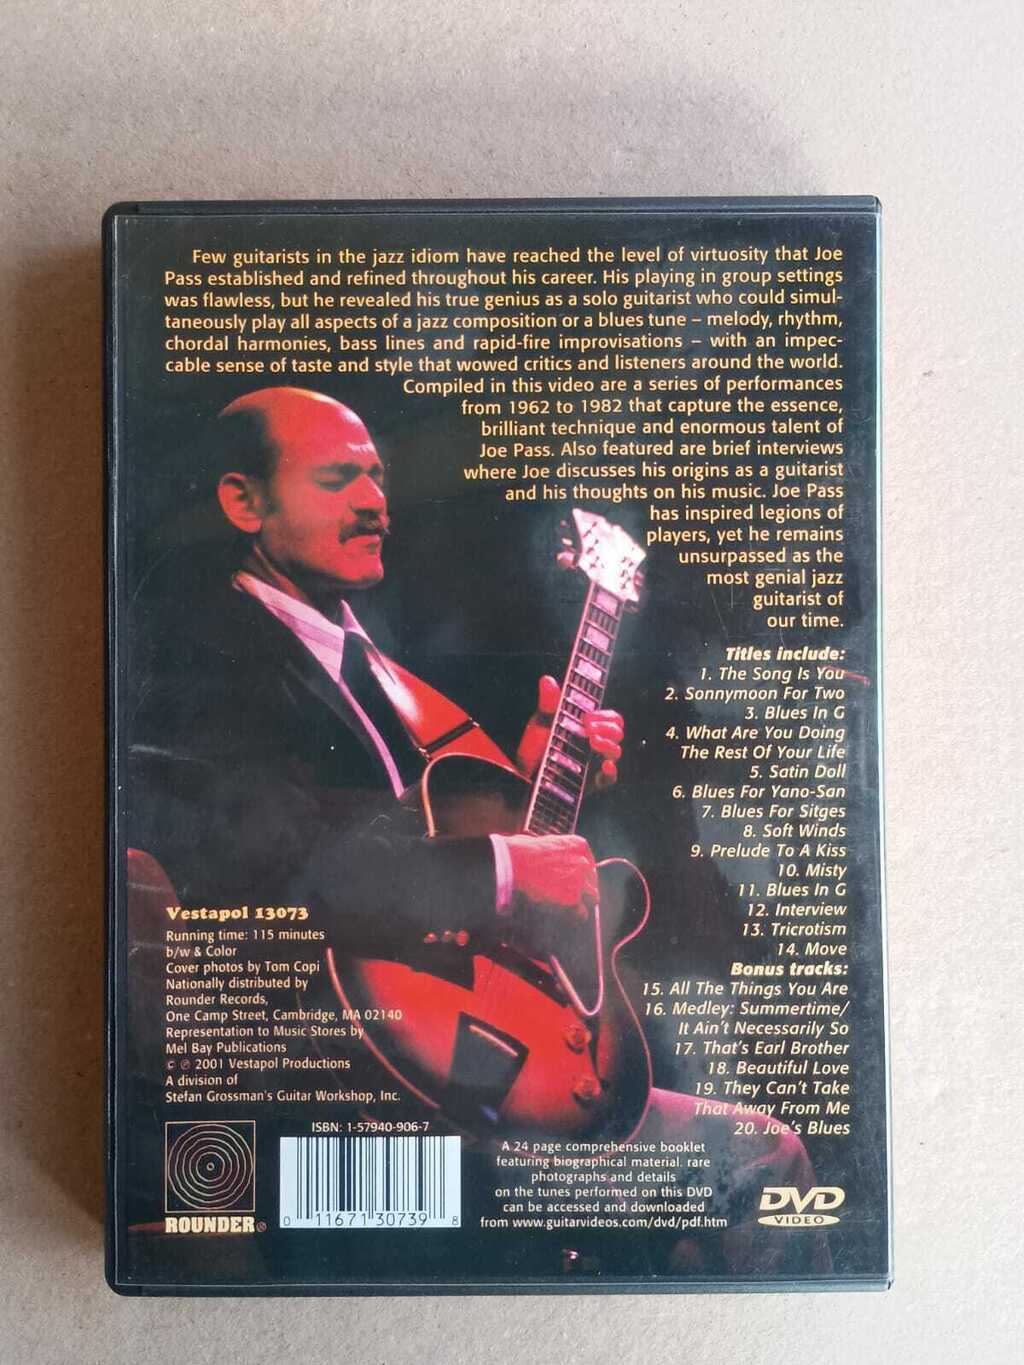 Few guitarists in the jazz idiom have reached the level of virtuosity that Joe
Pass established and refined throughout his career. His playing in group settings
was flawless, but he revealed his true genius as a solo guitarist who could simul-
taneously play all aspects of a jazz composition or a blues tune – melody, rhythm,
chordal harmonies, bass lines and rapid-fire improvisations – with an impec-
cable sense of taste and style that wowed critics and listeners around the world.
Compiled in this video are a series of performances
from 1962 to 1982 that capture the essence,
brilliant technique and enormous talent of
Joe Pass. Also featured are brief interviews
where Joe discusses his origins as a guitarist
and his thoughts on his music. Joe Pass
has inspired legions of
players, yet he remains
unsurpassed as the
most genial jazz
guitarist of
our time.
Titles include:
1. The Song Is You
2. Sonnymoon For Two
3. Blues In G
4. What Are You Doing
The Rest Of Your Life
5. Satin Doll
6. Blues For Yano-San
7. Blues For Sitges
8. Soft Winds
9. Prelude To A Kiss
10. Misty
11. Blues In G
12. Interview
13. Tricrotism
14. Move
Bonus tracks:
15. All The Things You Are
16. Medley: Summertime/
It Ain't Necessarily So
17. That's Earl Brother
18. Beautiful Love
19. They Can't Take
That Away From Me
20. Joe's Blues
Vestapol 13073
Running time: 115 minutes
b/w & Color
Cover photos by Tom Copi
Nationally distributed by
Rounder Records,
One Camp Street, Cambridge, MA 02140
Representation to Music Stores by
Mel Bay Publications
© ℗ 2001 Vestapol Productions
A division of
Stefan Grossman's Guitar Workshop, Inc.
ROUNDER®
ISBN: 1-57940-906-7
0 11671 30739 8
A 24 page comprehensive booklet
featuring biographical material. rare
photographs and details
on the tunes performed on this DVD
can be accessed and downloaded
from www.guitarvideos.com/dvd/pdf.htm
DVD
VIDEO